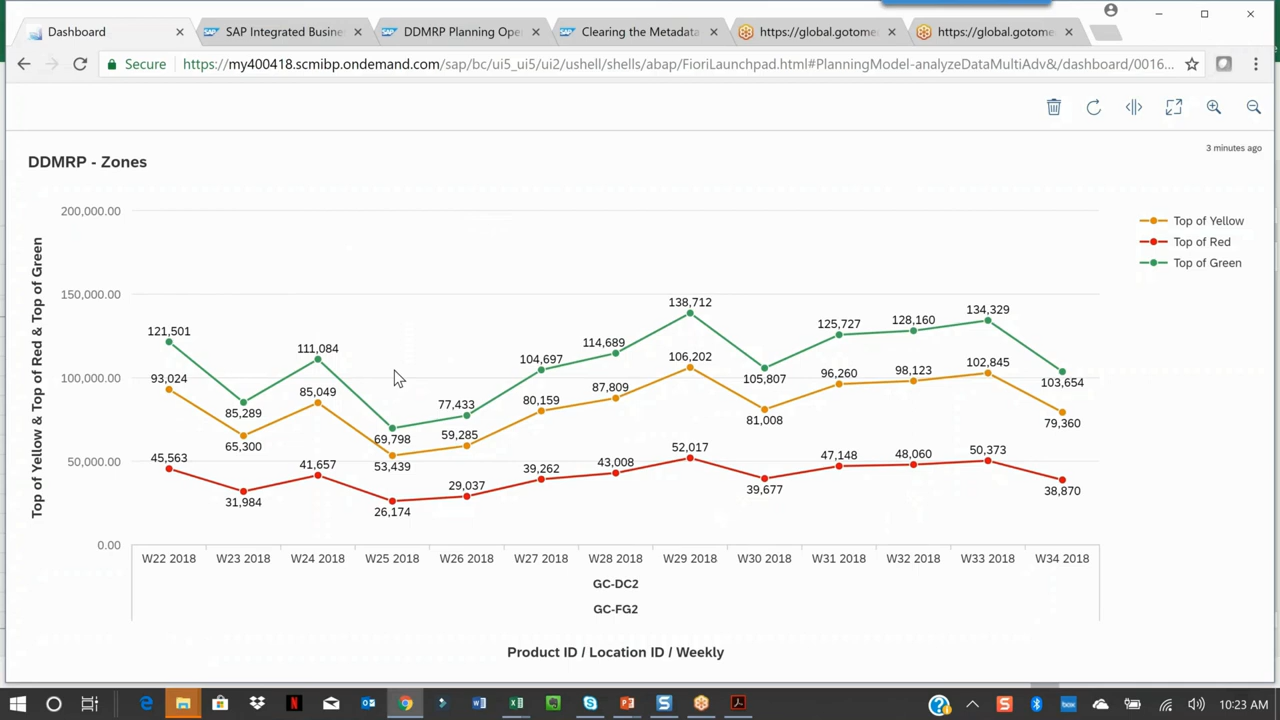 Dashboard
SAP Integrated Busine
DDMRP Planning Ope
Clearing the Metadata
https://global.gotome
https://global.gotome
Secure
https://my400418.scmibp.ondemand.com/sap/bc/ui5_ui5/ui2/ushell/shells/abap/FioriLaunchpad.html#PlanningModel-analyzeDataMultiAdv&/dashboard/0016...
3 minutes ago
DDMRP - Zones
Top of Yellow & Top of Red & Top of Green
200,000.00
150,000.00
100,000.00
50,000.00
0.00
Top of Yellow
Top of Red
Top of Green
121,501
85,289
111,084
69,798
77,433
104,697
114,689
138,712
105,807
125,727
128,160
134,329
103,654
93,024
65,300
85,049
53,439
59,285
80,159
87,809
106,202
81,008
96,260
98,123
102,845
79,360
45,563
31,984
41,657
26,174
29,037
39,262
43,008
52,017
39,677
47,148
48,060
50,373
38,870
W22 2018
W23 2018
W24 2018
W25 2018
W26 2018
W27 2018
W28 2018
W29 2018
W30 2018
W31 2018
W32 2018
W33 2018
W34 2018
GC-DC2
GC-FG2
Product ID / Location ID / Weekly
10:23 AM